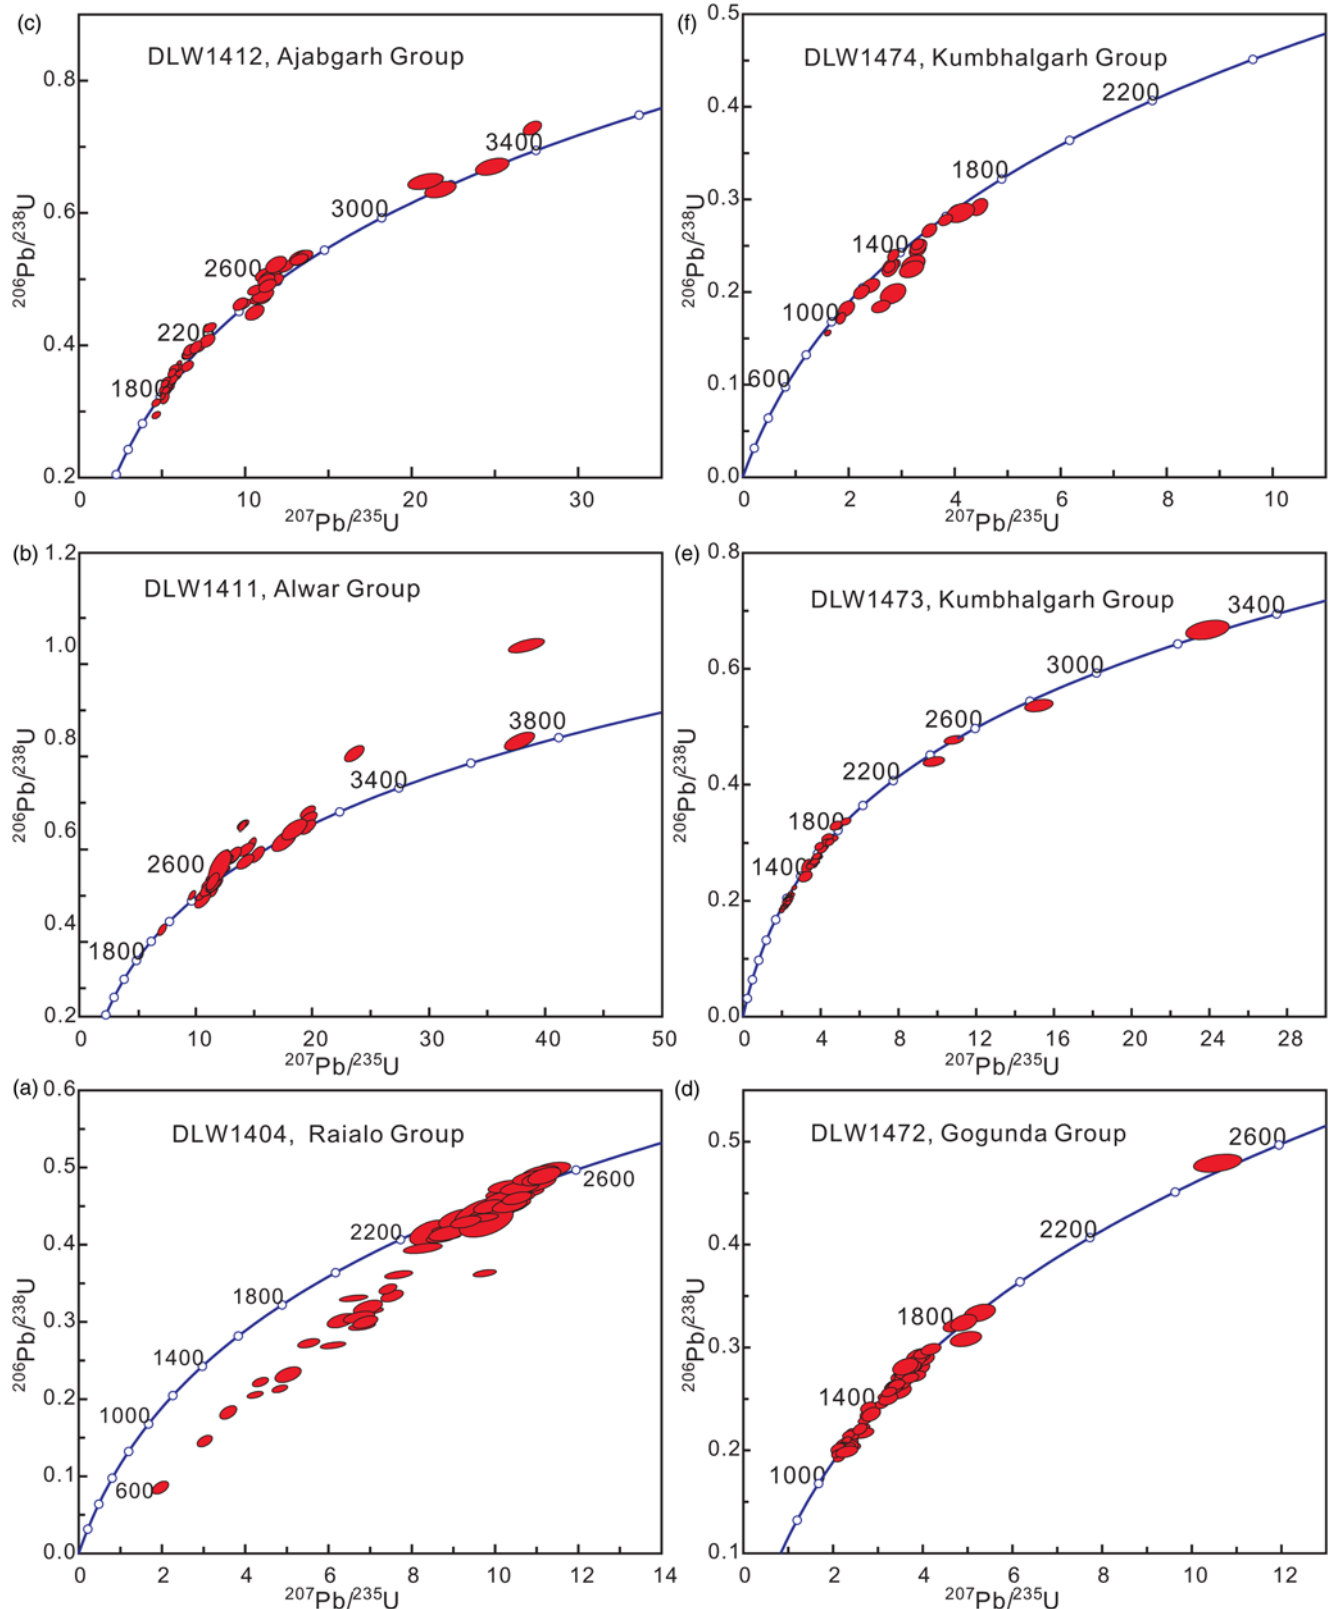 (c)
DLW1412, Ajabgarh Group
0.8
0.6
0.4
0.2
206Pb/238U
3400
3000
2600
2200
1800
0 10 20 30
207Pb/235U
(f)
0.5
DLW1474, Kumbhalgarh Group
0.4
0.3
0.2
0.1
0.0
206Pb/238U
2200
1800
1400
1000
600
0 2 4 6 8 10
207Pb/235U
(b)
1.2
DLW1411, Alwar Group
1.0
0.8
0.6
0.4
0.2
206Pb/238U
3800
3400
2600
1800
0 10 20 30 40 50
207Pb/235U
(e)
0.8
DLW1473, Kumbhalgarh Group
0.6
0.4
0.2
0.0
206Pb/238U
3400
3000
2600
2200
1800
1400
0 4 8 12 16 20 24 28
207Pb/235U
(a)
0.6
DLW1404, Raialo Group
0.5
0.4
0.3
0.2
0.1
0.0
206Pb/238U
2600
2200
1800
1400
1000
600
0 2 4 6 8 10 12 14
207Pb/235U
(d)
DLW1472, Gogunda Group
0.5
0.4
0.3
0.2
0.1
206Pb/238U
2600
2200
1800
1400
1000
0 2 4 6 8 10 12
207Pb/235U